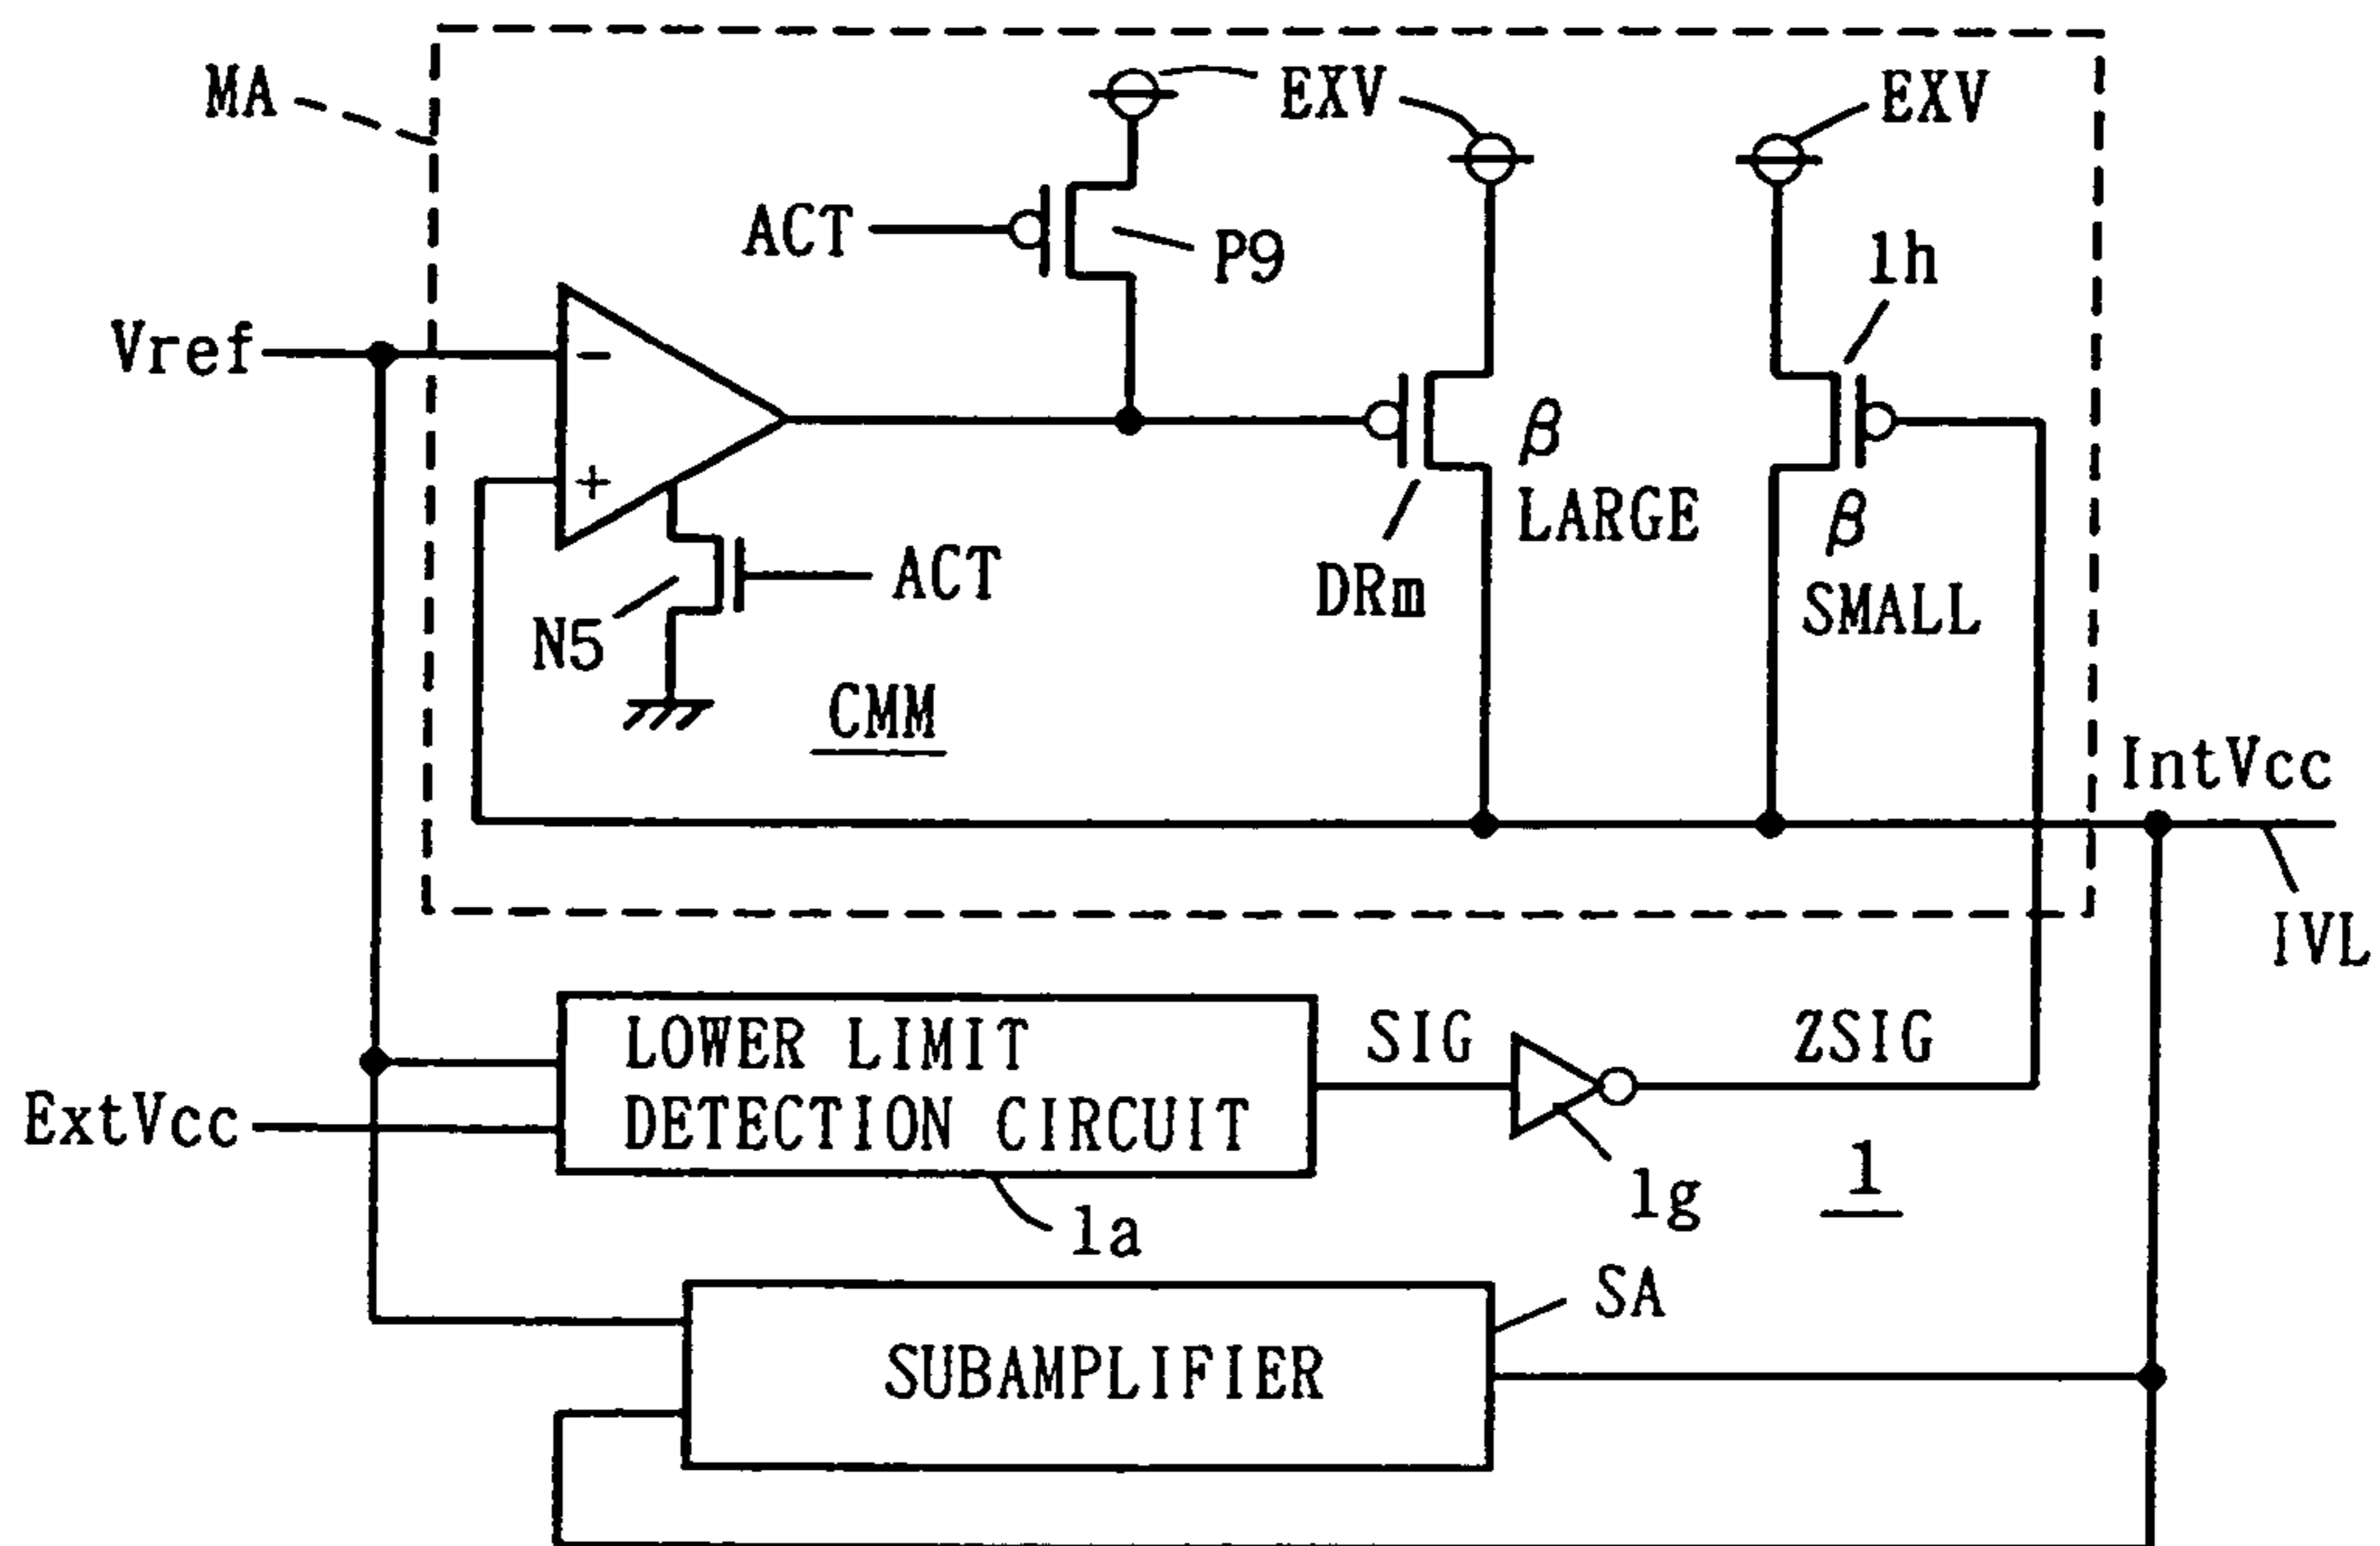 MA
EXV
EXV
ACT
P9
1h
Vref
-
+
β
LARGE
β
SMALL
DRm
ACT
N5
CMM
IntVcc
IVL
LOWER LIMIT
DETECTION CIRCUIT
SIG
ZSIG
ExtVcc
1g
1
1a
SA
SUBAMPLIFIER